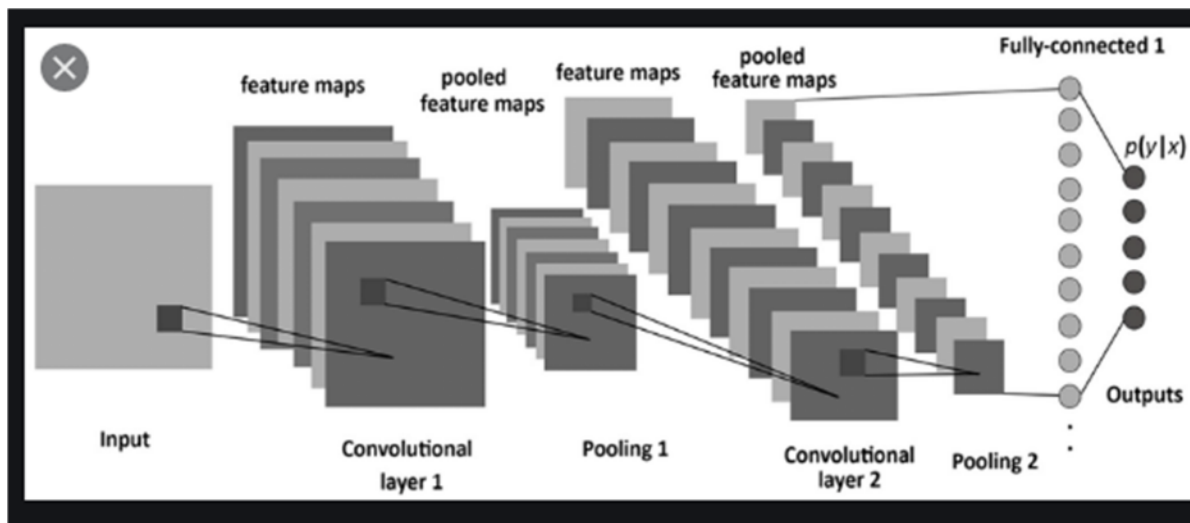 feature maps
pooled
feature maps
feature maps
pooled
feature maps
Fully-connected 1
p(y|x)
Outputs
Input
Convolutional
layer 1
Pooling 1
Convolutional
layer 2
Pooling 2